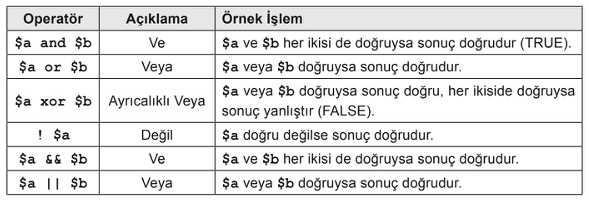 Operatör Açıklama Örnek İşlem
$a and $b Ve $a ve $b her ikisi de doğruysa sonuç doğrudur (TRUE).
$a or $b Veya $a veya $b doğruysa sonuç doğrudur.
$a xor $b Ayrıcalıklı Veya $a veya $b doğruysa sonuç doğru, her ikiside doğruysa
sonuç yanlıştır (FALSE).
! $a Değil $a doğru değilse sonuç doğrudur.
$a && $b Ve $a ve $b her ikisi de doğruysa sonuç doğrudur.
$a || $b Veya $a veya $b doğruysa sonuç doğrudur.